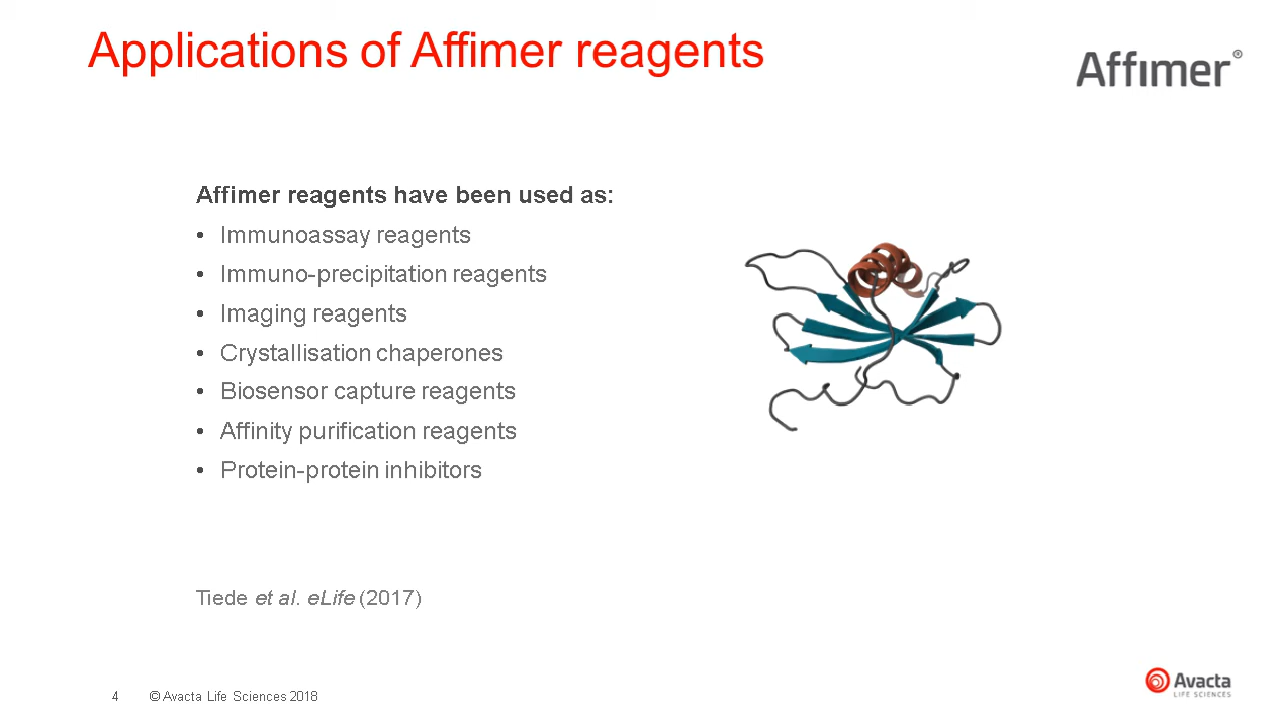 Applications of Affimer reagents
Affimer®
Affimer reagents have been used as:
• Immunoassay reagents
• Immuno-precipitation reagents
• Imaging reagents
• Crystallisation chaperones
• Biosensor capture reagents
• Affinity purification reagents
• Protein-protein inhibitors
Tiede et al. eLife (2017)
4 © Avacta Life Sciences 2018
Avacta
LIFE SCIENCES